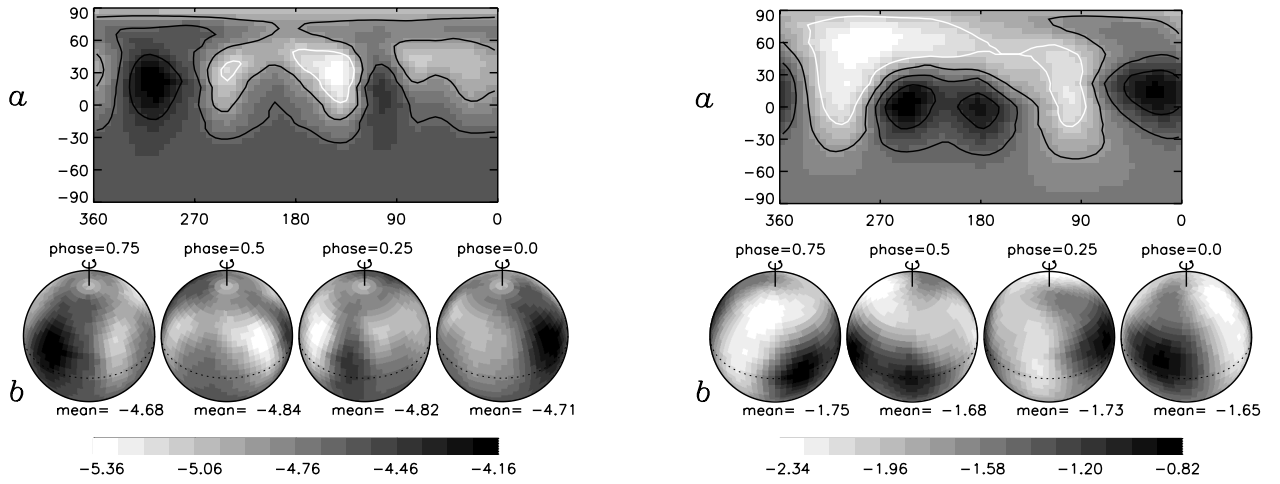 90
60
30
0
−30
−60
−90
a
360 270 180 90 0
phase=0.75 phase=0.5 phase=0.25 phase=0.0
b
mean= −4.68 mean= −4.84 mean= −4.82 mean= −4.71
−5.36 −5.06 −4.76 −4.46 −4.16
90
60
30
0
−30
−60
−90
a
360 270 180 90 0
phase=0.75 phase=0.5 phase=0.25 phase=0.0
b
mean= −1.75 mean= −1.68 mean= −1.73 mean= −1.65
−2.34 −1.96 −1.58 −1.20 −0.82